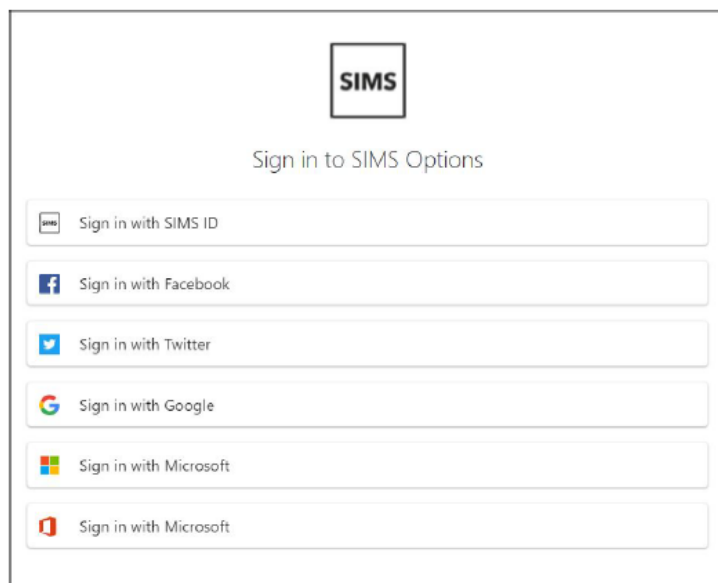 SIMS
Sign in to SIMS Options
SIMS Sign in with SIMS ID
Sign in with Facebook
Sign in with Twitter
Sign in with Google
Sign in with Microsoft
Sign in with Microsoft